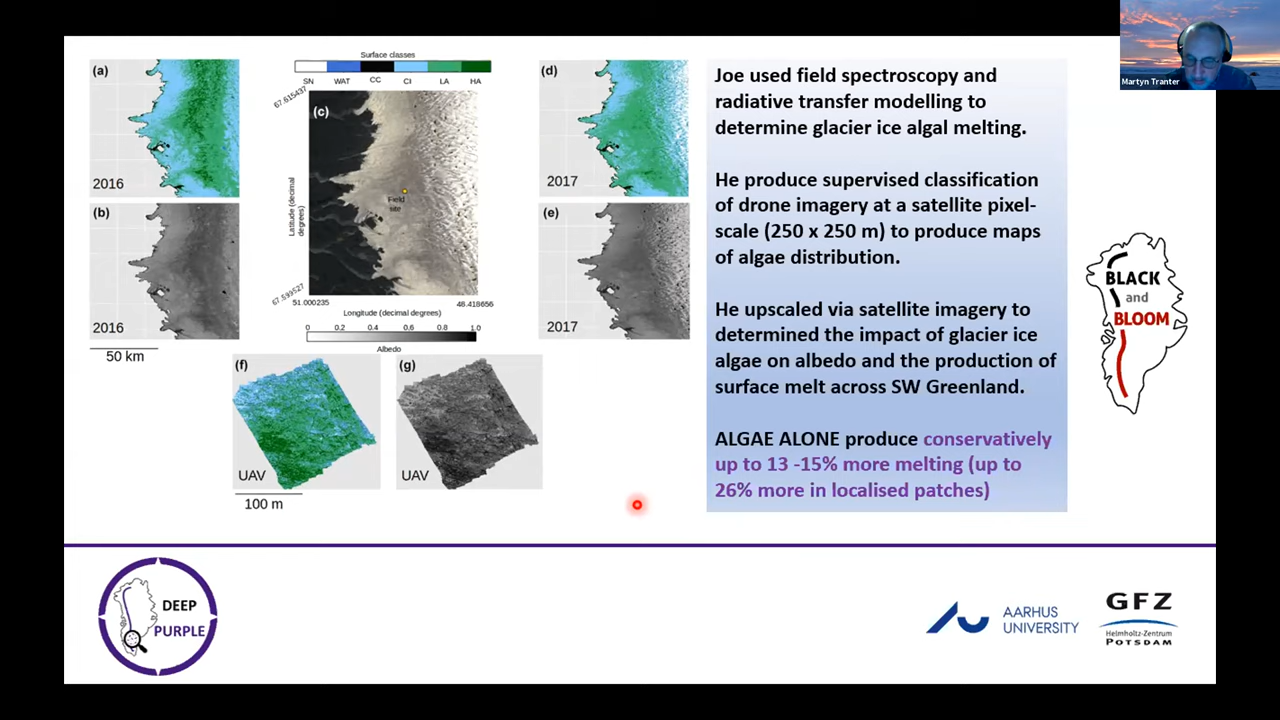 Martyn Tranter
Surface classes
SN WAT CC CI LA HA
(a)
2016
(b)
2016
50 km
(c)
67.615437
Latitude (decimal
degrees)
67.599527
Field
site
51.000235
48.418656
Longitude (decimal degrees)
0 0.2 0.4 0.6 0.8 1.0
Albedo
(d)
2017
(e)
2017
(f)
UAV
100 m
(g)
UAV
Joe used field spectroscopy and
radiative transfer modelling to
determine glacier ice algal melting.
He produce supervised classification
of drone imagery at a satellite pixel-
scale (250 x 250 m) to produce maps
of algae distribution.
He upscaled via satellite imagery to
determined the impact of glacier ice
algae on albedo and the production of
surface melt across SW Greenland.
ALGAE ALONE produce conservatively
up to 13 -15% more melting (up to
26% more in localised patches)
BLACK
and
BLOOM
DEEP
PURPLE
AARHUS
UNIVERSITY
GFZ
Helmholtz-Zentrum
POTSDAM